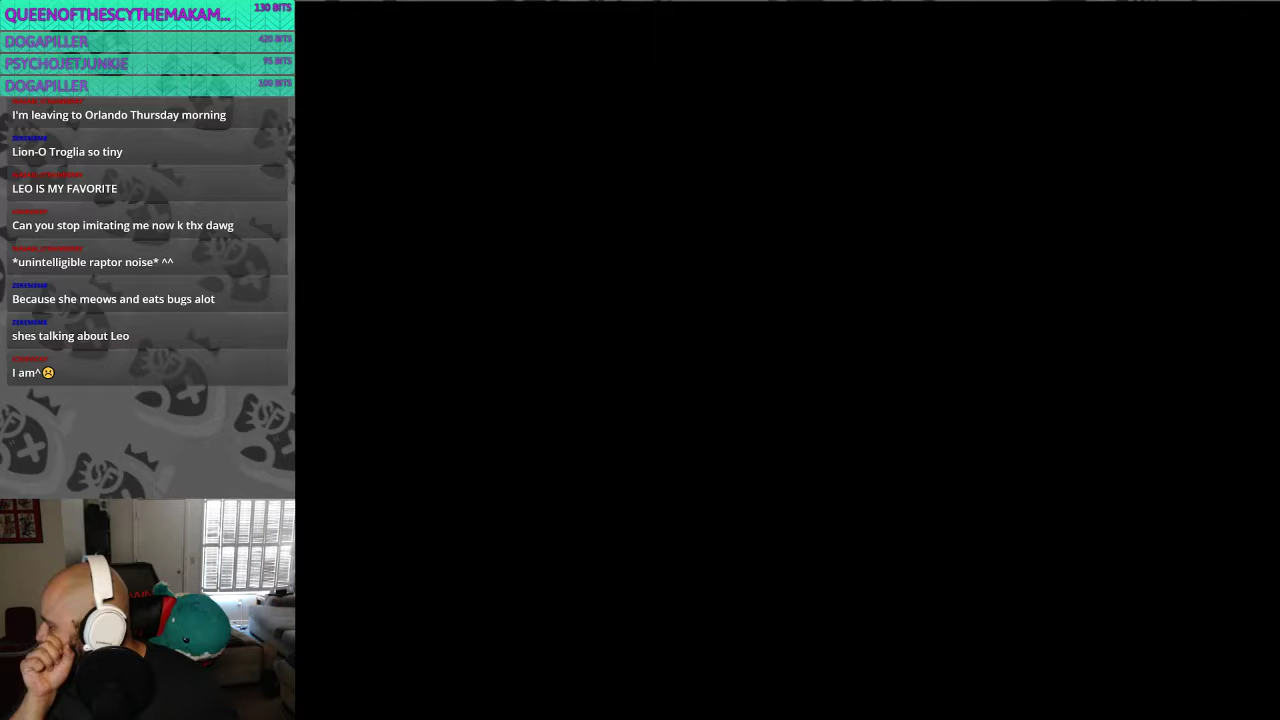 QUEENOFTHESCYTHEMAKAM... 130 BITS
DOGAPILLER 420 BITS
PSYCHOJETJUNKIE 95 BITS
DOGAPILLER 100 BITS
I'm leaving to Orlando Thursday morning
Lion-O Troglia so tiny
LEO IS MY FAVORITE
Can you stop imitating me now k thx dawg
*unintelligible raptor noise* ^^
Because she meows and eats bugs alot
shes talking about Leo
I am^☹️